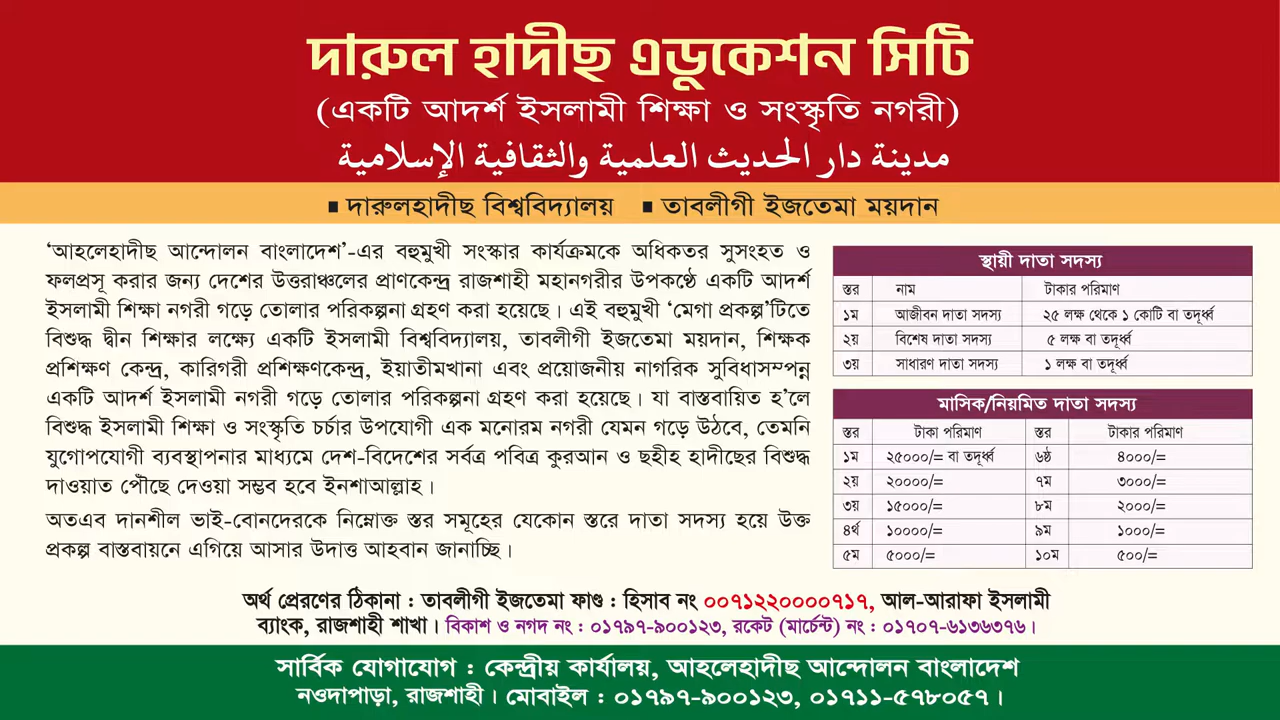 দারুল হাদীছ এডুকেশন সিটি
(একটি আদর্শ ইসলামী শিক্ষা ও সংস্কৃতি নগরী)
مدينة دار الحديث العلمية والثقافية الإسلامية
■ দারুলহাদীছ বিশ্ববিদ্যালয় ■ তাবলীগী ইজতেমা ময়দান
'আহলেহাদীছ আন্দোলন বাংলাদেশ'-এর বহুমুখী সংস্কার কার্যক্রমকে অধিকতর সুসংহত ও
ফলপ্রসূ করার জন্য দেশের উত্তরাঞ্চলের প্রাণকেন্দ্র রাজশাহী মহানগরীর উপকণ্ঠে একটি আদর্শ
ইসলামী শিক্ষা নগরী গড়ে তোলার পরিকল্পনা গ্রহণ করা হয়েছে। এই বহুমুখী 'মেগা প্রকল্প'টিতে
বিশুদ্ধ দ্বীন শিক্ষার লক্ষ্যে একটি ইসলামী বিশ্ববিদ্যালয়, তাবলীগী ইজতেমা ময়দান, শিক্ষক
প্রশিক্ষণ কেন্দ্র, কারিগরী প্রশিক্ষণকেন্দ্র, ইয়াতীমখানা এবং প্রয়োজনীয় নাগরিক সুবিধাসম্পন্ন
একটি আদর্শ ইসলামী নগরী গড়ে তোলার পরিকল্পনা গ্রহণ করা হয়েছে। যা বাস্তবায়িত হ'লে
বিশুদ্ধ ইসলামী শিক্ষা ও সংস্কৃতি চর্চার উপযোগী এক মনোরম নগরী যেমন গড়ে উঠবে, তেমনি
যুগোপযোগী ব্যবস্থাপনার মাধ্যমে দেশ-বিদেশের সর্বত্র পবিত্র কুরআন ও ছহীহ হাদীছের বিশুদ্ধ
দাওয়াত পৌঁছে দেওয়া সম্ভব হবে ইনশাআল্লাহ।
অতএব দানশীল ভাই-বোনদেরকে নিম্নোক্ত স্তর সমূহের যেকোন স্তরে দাতা সদস্য হয়ে উক্ত
প্রকল্প বাস্তবায়নে এগিয়ে আসার উদাত্ত আহবান জানাচ্ছি।
স্থায়ী দাতা সদস্য
স্তর নাম টাকার পরিমাণ
১ম আজীবন দাতা সদস্য ২৫ লক্ষ থেকে ১ কোটি বা তদূর্ধ্ব
২য় বিশেষ দাতা সদস্য ৫ লক্ষ বা তদূর্ধ্ব
৩য় সাধারণ দাতা সদস্য ১ লক্ষ বা তদূর্ধ্ব
মাসিক/নিয়মিত দাতা সদস্য
স্তর টাকা পরিমাণ স্তর টাকার পরিমাণ
১ম ২৫০০০/= বা তদূর্ধ্ব ৬ষ্ঠ ৪০০০/=
২য় ২০০০০/= ৭ম ৩০০০/=
৩য় ১৫০০০/= ৮ম ২০০০/=
৪র্থ ১০০০০/= ৯ম ১০০০/=
৫ম ৫০০০/= ১০ম ৫০০/=
অর্থ প্রেরণের ঠিকানা : তাবলীগী ইজতেমা ফাণ্ড : হিসাব নং ০০৭১২২০০০০৭১৭, আল-আরাফা ইসলামী
ব্যাংক, রাজশাহী শাখা। বিকাশ ও নগদ নং : ০১৭৯৭-৯০০১২৩, রকেট (মার্চেন্ট) নং : ০১৭০৭-৬১৩৬৩৭৬।
সার্বিক যোগাযোগ : কেন্দ্রীয় কার্যালয়, আহলেহাদীছ আন্দোলন বাংলাদেশ
নওদাপাড়া, রাজশাহী। মোবাইল : ০১৭৯৭-৯০০১২৩, ০১৭১১-৫৭৮০৫৭।